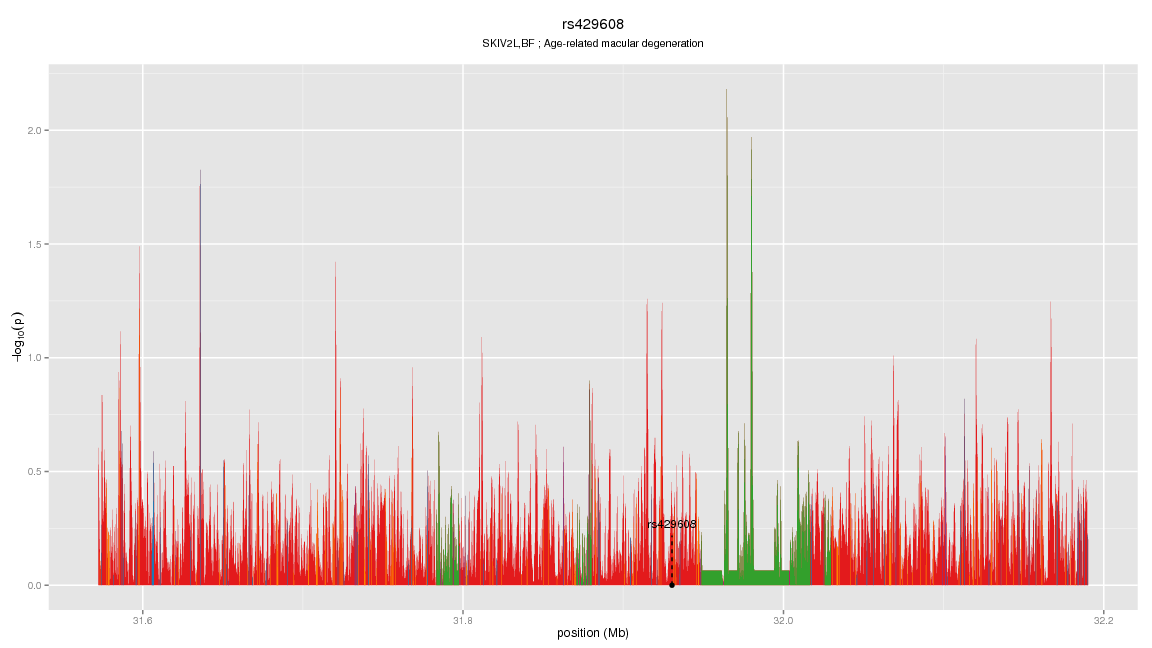 rs429608
SKIV2L,BF ; Age-related macular degeneration
−log10(p)
2.0
1.5
1.0
0.5
0.0
rs429608
31.6 31.8 32.0 32.2
position (Mb)